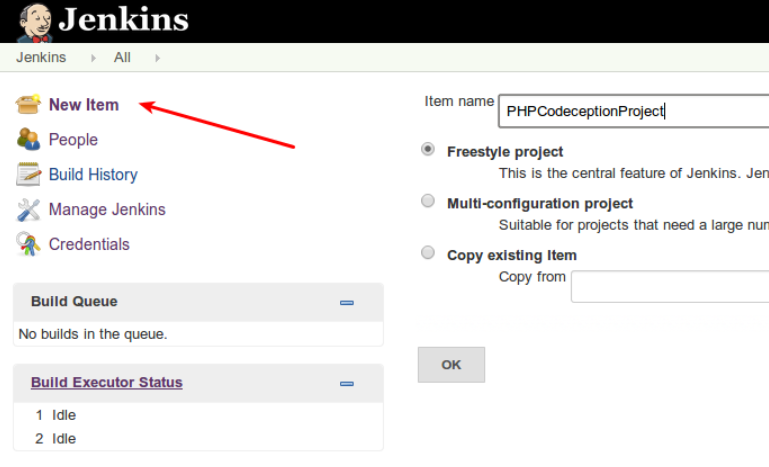 Jenkins
Jenkins All
New Item
People
Build History
Manage Jenkins
Credentials
Build Queue
No builds in the queue.
Build Executor Status
1 Idle
2 Idle
Item name PHPCodeceptionProject
Freestyle project
This is the central feature of Jenkins. Jen
Multi-configuration project
Suitable for projects that need a large num
Copy existing Item
Copy from
OK